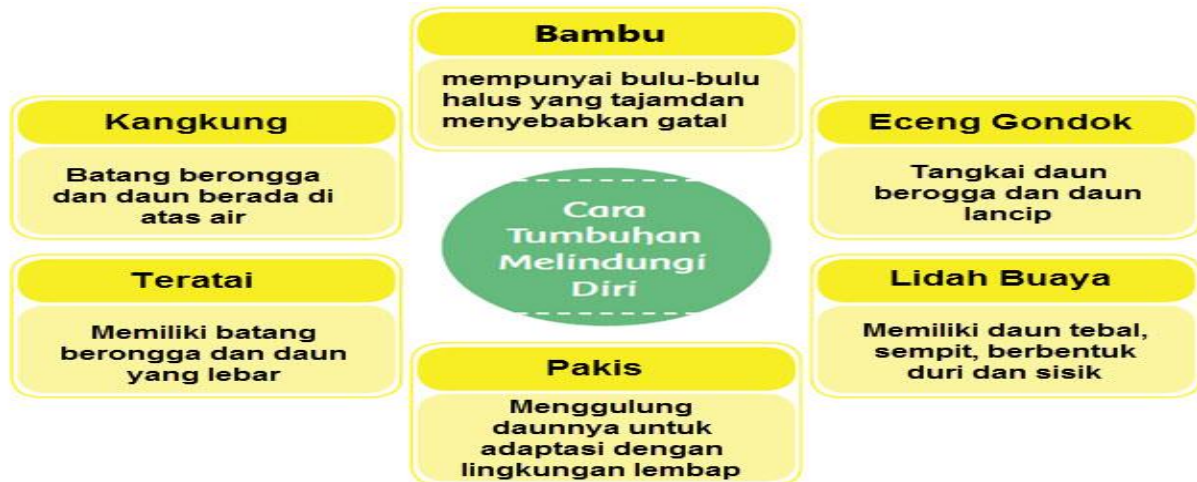 Bambu
mempunyai bulu-bulu
halus yang tajamdan
menyebabkan gatal
Kangkung
Batang berongga
dan daun berada di
atas air
Eceng Gondok
Tangkai daun
berogga dan daun
lancip
Cara
Tumbuhan
Melindungi
Diri
Teratai
Memiliki batang
berongga dan daun
yang lebar
Lidah Buaya
Memiliki daun tebal,
sempit, berbentuk
duri dan sisik
Pakis
Menggulung
daunnya untuk
adaptasi dengan
lingkungan lembap